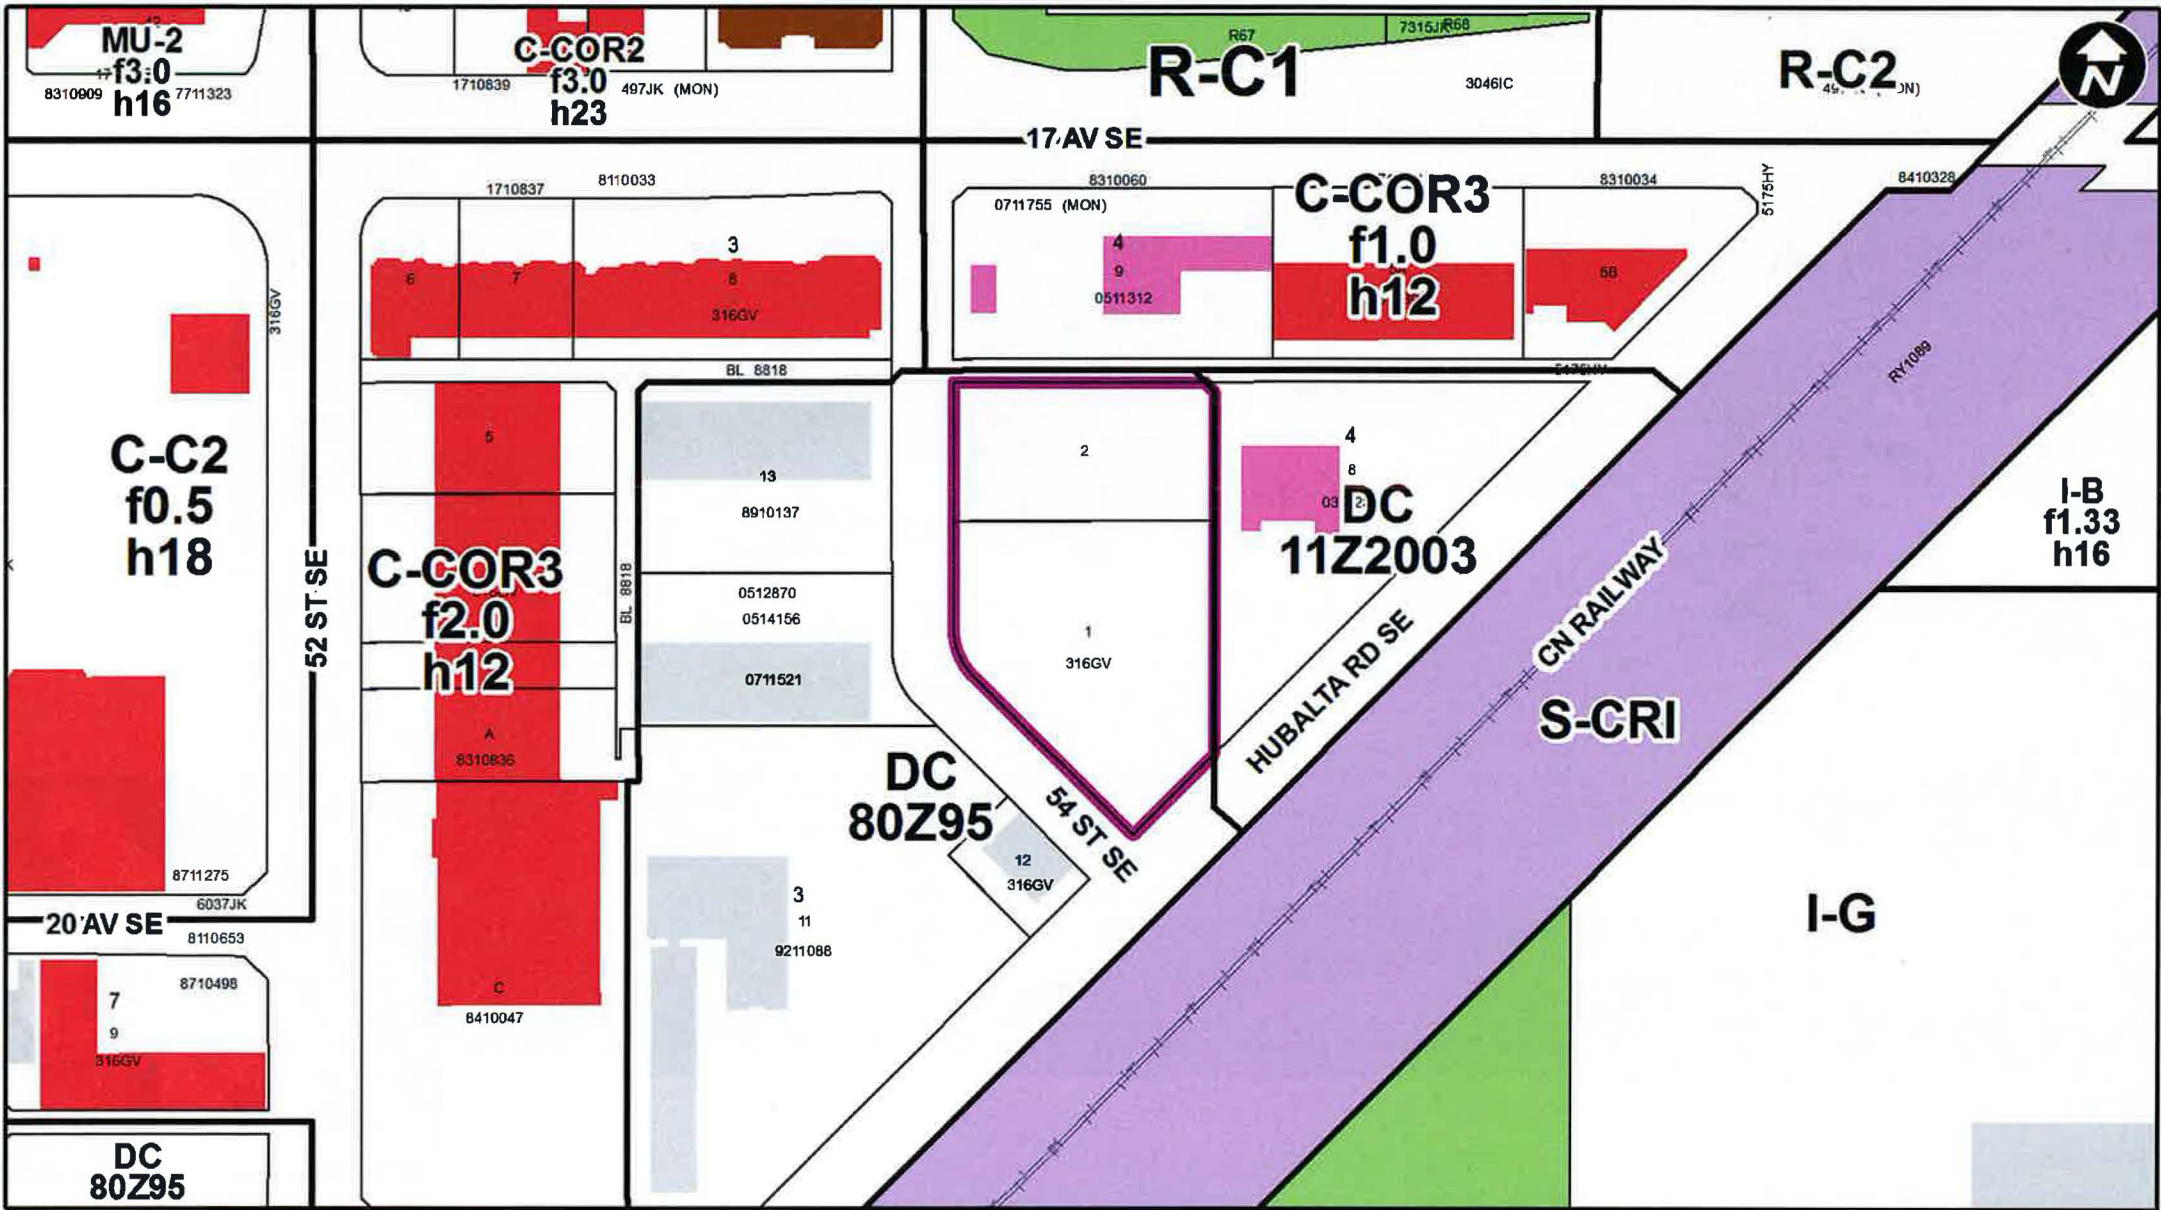 MU-2
f3.0
h16
8310909
7711323
C-COR2
f3.0
h23
1710839
497JK (MON)
R67
7315JK
R68
R-C1
3046IC
R-C2
N
17 AV SE
1710837
8110033
8310060
0711755 (MON)
C-COR3
f1.0
h12
8310034
5175HY
8410328
316GV
6
7
3
8
316GV
4
9
0511312
5B
RY1089
BL 8818
5175HY
C-C2
f0.5
h18
52 ST SE
5
C-COR3
f2.0
h12
BL 8818
A
8310836
13
8910137
0512870
0514156
0711521
2
1
316GV
4
8
DC
11Z2003
HUBALTA RD SE
CN RAILWAY
S-CRI
I-B
f1.33
h16
DC
80Z95
54 ST SE
12
316GV
8711275
6037JK
20 AV SE
8110653
8710498
7
9
316GV
C
8410047
3
11
9211088
I-G
DC
80Z95